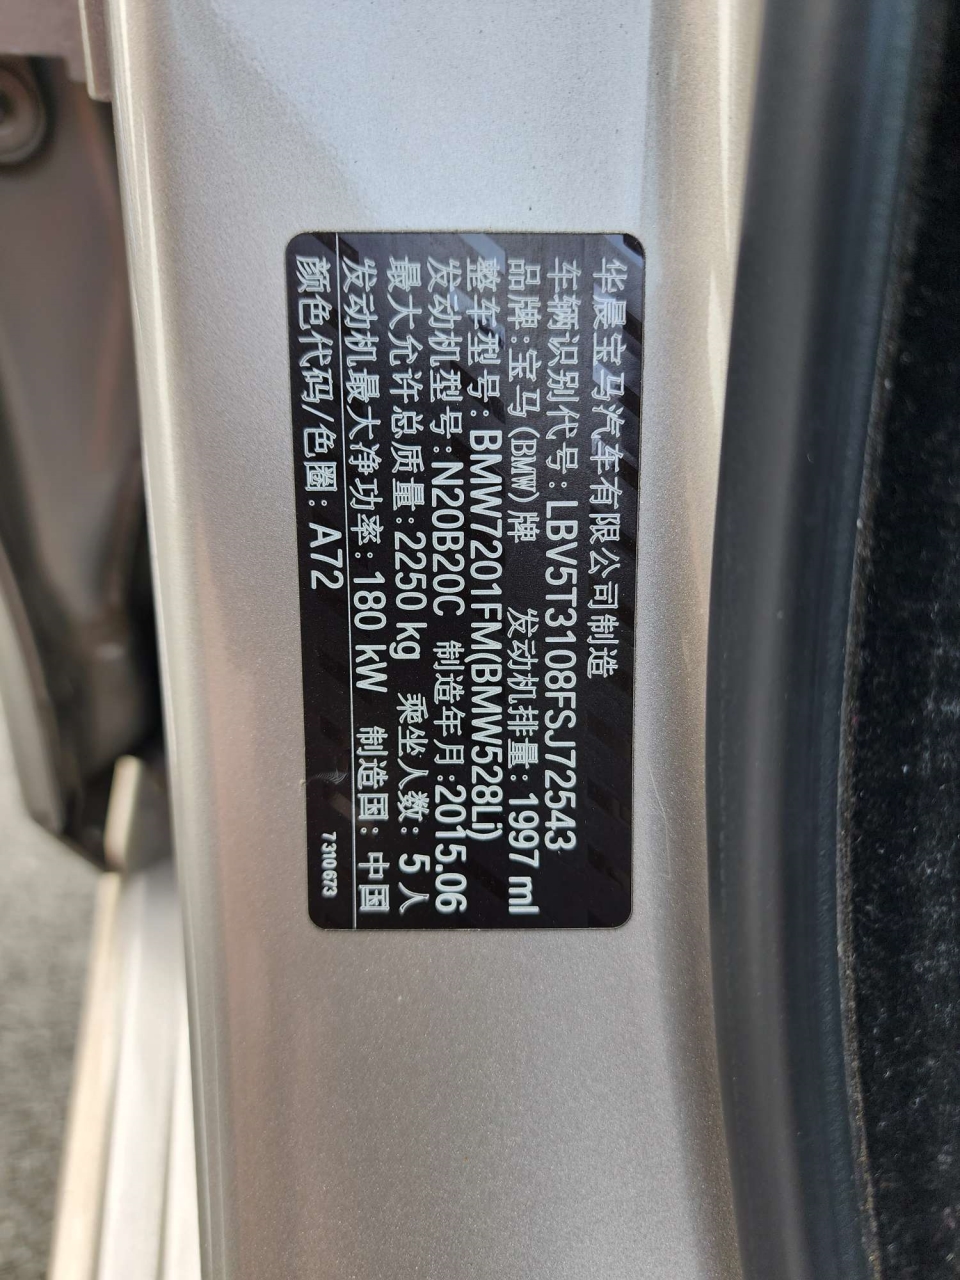 华晨宝马汽车有限公司制造
车辆识别代号:LBV5T3108FSJ72543
品牌:宝马(BMW)牌 发动机排量:1997 ml
整车型号:BMW7201FM(BMW528Li)
发动机型号:N20B20C 制造年月:2015.06
最大允许总质量:2250 kg 乘坐人数:5 人
发动机最大净功率:180 kW 制造国:中国
颜色代码/色圈:A72 7310673